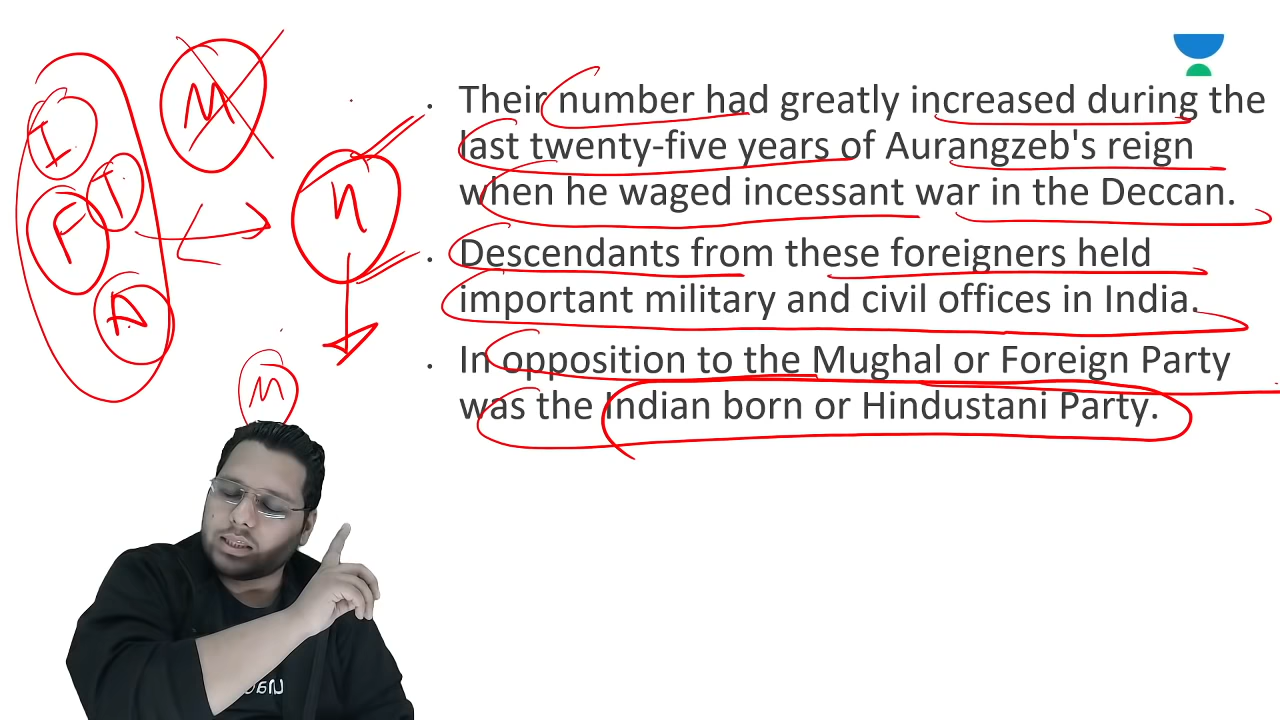 Their number had greatly increased during the
last twenty-five years of Aurangzeb's reign
when he waged incessant war in the Deccan.
Descendants from these foreigners held
important military and civil offices in India.
In opposition to the Mughal or Foreign Party
was the Indian born or Hindustani Party.
I
M
T
F
n
A
M